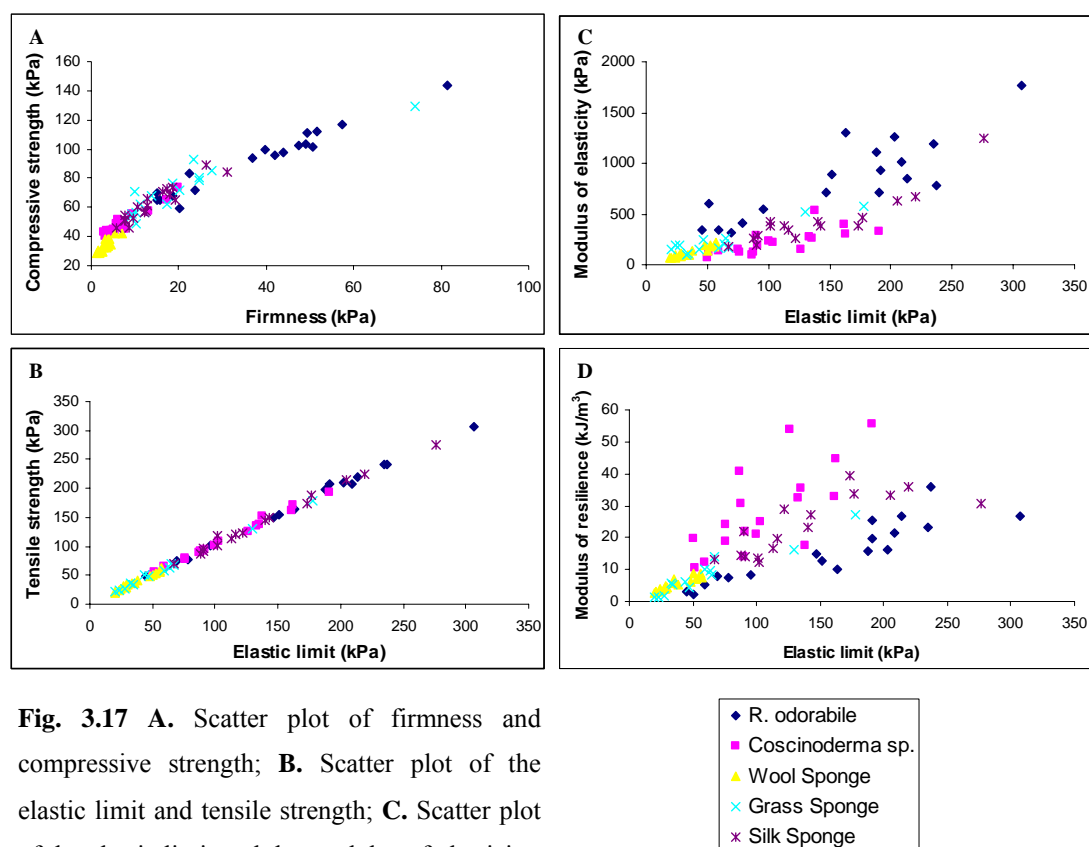 A
Compressive strength (kPa)
160
140
120
100
80
60
40
20
0 20 40 60 80 100
Firmness (kPa)
C
Modulus of elasticity (kPa)
2000
1500
1000
500
0
0 50 100 150 200 250 300 350
Elastic limit (kPa)
B
Tensile strength (kPa)
350
300
250
200
150
100
50
0
0 50 100 150 200 250 300 350
Elastic limit (kPa)
D
Modulus of resilience (kJ/m³)
60
50
40
30
20
10
0
0 50 100 150 200 250 300 350
Elastic limit (kPa)
Fig. 3.17 A. Scatter plot of firmness and
compressive strength; B. Scatter plot of the
elastic limit and tensile strength; C. Scatter plot
R. odorabile
Coscinoderma sp.
Wool Sponge
Grass Sponge
Silk Sponge